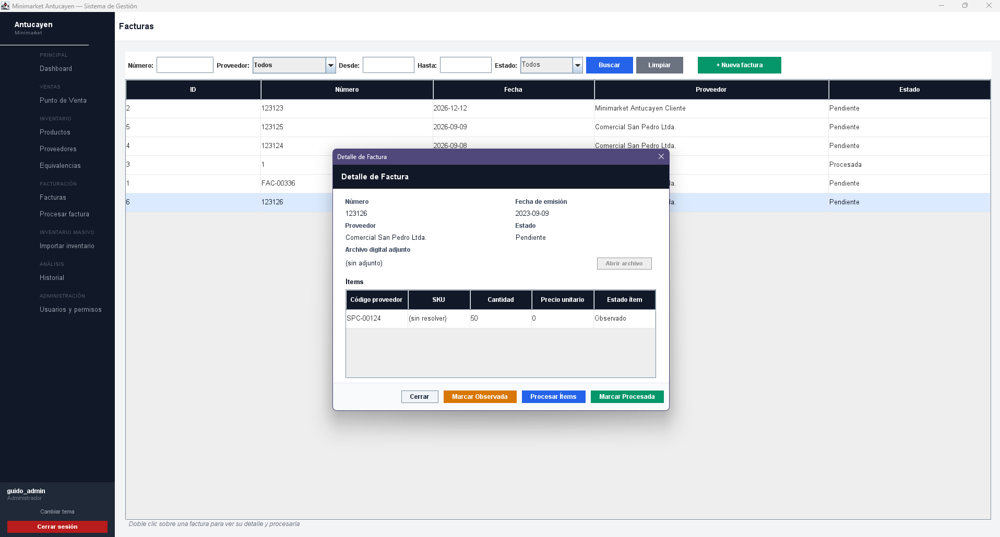 Minimarket Antucayen — Sistema de Gestión
Antucayen
Minimarket
PRINCIPAL
Dashboard
VENTAS
Punto de Venta
INVENTARIO
Productos
Proveedores
Equivalencias
FACTURACIÓN
Facturas
Procesar factura
INVENTARIO MASIVO
Importar inventario
ANÁLISIS
Historial
ADMINISTRACIÓN
Usuarios y permisos
guido_admin
Administrador
Cambiar tema
Cerrar sesión
Facturas
Número: Proveedor: Todos Desde: Hasta: Estado: Todos Buscar Limpiar + Nueva factura
ID Número Fecha Proveedor Estado
2 123123 2026-12-12 Minimarket Antucayen Cliente Pendiente
5 123125 2026-09-09 Comercial San Pedro Ltda. Pendiente
4 123124 2026-09-08 Comercial San Pedro Ltda. Pendiente
3 1 Procesada
1 FAC-00336 da. Pendiente
6 123126 da. Pendiente
Detalle de Factura
Detalle de Factura
Número Fecha de emisión
123126 2023-09-09
Proveedor Estado
Comercial San Pedro Ltda. Pendiente
Archivo digital adjunto
(sin adjunto) Abrir archivo
Ítems
Código proveedor SKU Cantidad Precio unitario Estado ítem
SPC-00124 (sin resolver) 50 0 Observado
Cerrar Marcar Observada Procesar Ítems Marcar Procesada
Doble clic sobre una factura para ver su detalle y procesarla